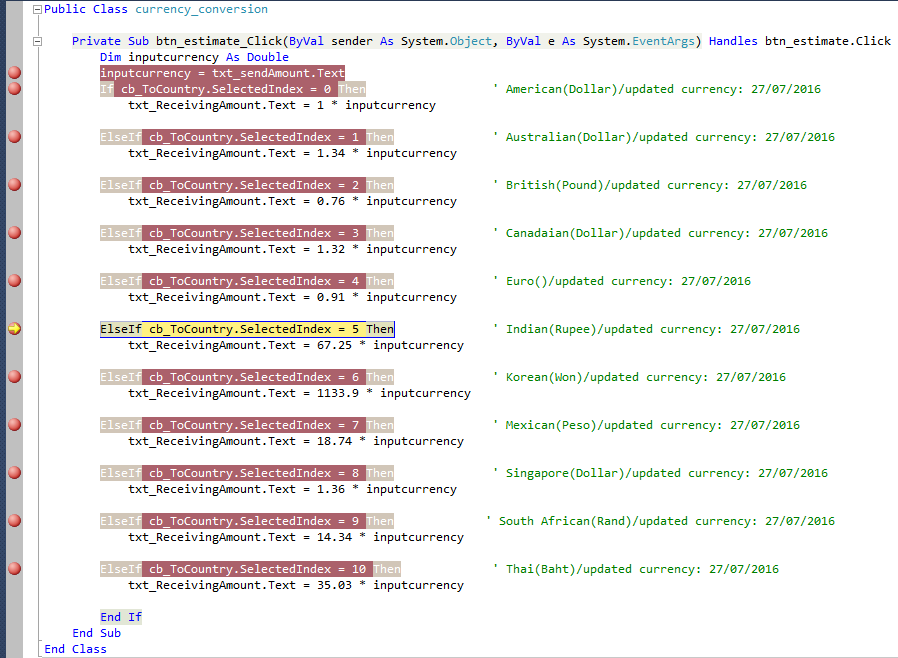 Public Class currency_conversion
Private Sub btn_estimate_Click(ByVal sender As System.Object, ByVal e As System.EventArgs) Handles btn_estimate.Click
Dim inputcurrency As Double
inputcurrency = txt_sendAmount.Text
If cb_ToCountry.SelectedIndex = 0 Then ' American(Dollar)/updated currency: 27/07/2016
txt_ReceivingAmount.Text = 1 * inputcurrency
ElseIf cb_ToCountry.SelectedIndex = 1 Then ' Australian(Dollar)/updated currency: 27/07/2016
txt_ReceivingAmount.Text = 1.34 * inputcurrency
ElseIf cb_ToCountry.SelectedIndex = 2 Then ' British(Pound)/updated currency: 27/07/2016
txt_ReceivingAmount.Text = 0.76 * inputcurrency
ElseIf cb_ToCountry.SelectedIndex = 3 Then ' Canadaian(Dollar)/updated currency: 27/07/2016
txt_ReceivingAmount.Text = 1.32 * inputcurrency
ElseIf cb_ToCountry.SelectedIndex = 4 Then ' Euro()/updated currency: 27/07/2016
txt_ReceivingAmount.Text = 0.91 * inputcurrency
ElseIf cb_ToCountry.SelectedIndex = 5 Then ' Indian(Rupee)/updated currency: 27/07/2016
txt_ReceivingAmount.Text = 67.25 * inputcurrency
ElseIf cb_ToCountry.SelectedIndex = 6 Then ' Korean(Won)/updated currency: 27/07/2016
txt_ReceivingAmount.Text = 1133.9 * inputcurrency
ElseIf cb_ToCountry.SelectedIndex = 7 Then ' Mexican(Peso)/updated currency: 27/07/2016
txt_ReceivingAmount.Text = 18.74 * inputcurrency
ElseIf cb_ToCountry.SelectedIndex = 8 Then ' Singapore(Dollar)/updated currency: 27/07/2016
txt_ReceivingAmount.Text = 1.36 * inputcurrency
ElseIf cb_ToCountry.SelectedIndex = 9 Then ' South African(Rand)/updated currency: 27/07/2016
txt_ReceivingAmount.Text = 14.34 * inputcurrency
ElseIf cb_ToCountry.SelectedIndex = 10 Then ' Thai(Baht)/updated currency: 27/07/2016
txt_ReceivingAmount.Text = 35.03 * inputcurrency
End If
End Sub
End Class